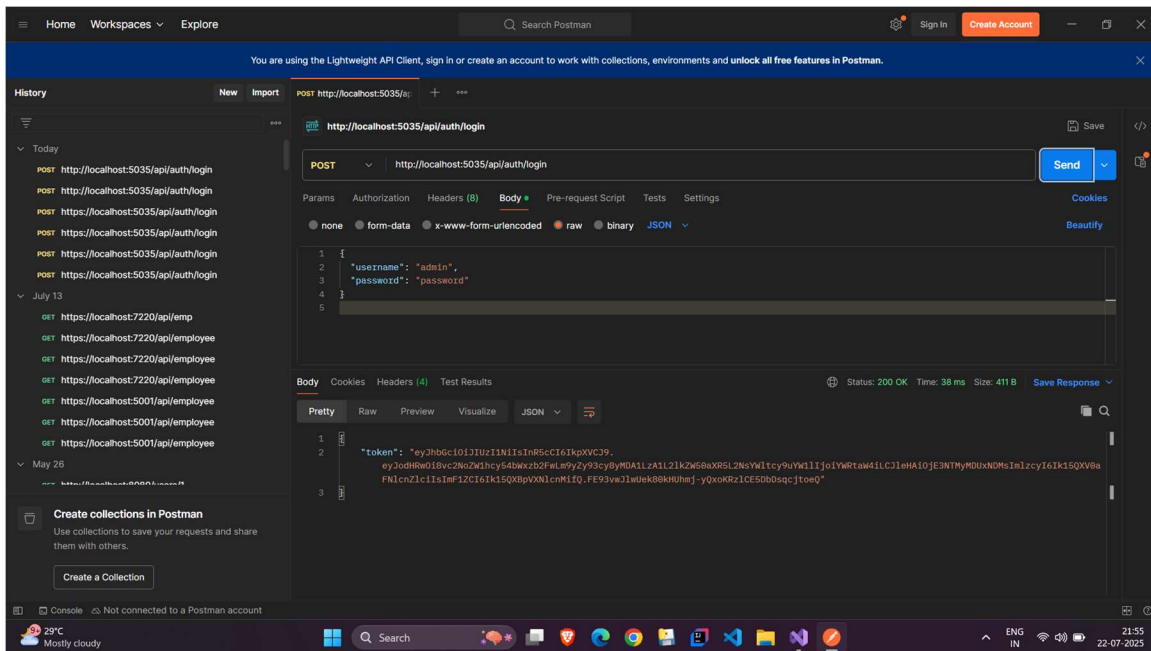 Home Workspaces Explore Search Postman Sign In Create Account
You are using the Lightweight API Client, sign in or create an account to work with collections, environments and unlock all free features in Postman.
History New Import POST http://localhost:5035/ap
http://localhost:5035/api/auth/login Save
Today
POST http://localhost:5035/api/auth/login
POST http://localhost:5035/api/auth/login
POST https://localhost:5035/api/auth/login
POST https://localhost:5035/api/auth/login
POST https://localhost:5035/api/auth/login
POST https://localhost:5035/api/auth/login
July 13
GET https://localhost:7220/api/emp
GET https://localhost:7220/api/employee
GET https://localhost:7220/api/employee
GET https://localhost:7220/api/employee
GET https://localhost:5001/api/employee
GET https://localhost:5001/api/employee
GET https://localhost:5001/api/employee
May 26
GET http://localhost:8080/users/1
Create collections in Postman
Use collections to save your requests and share
them with others.
Create a Collection
POST http://localhost:5035/api/auth/login Send
Params Authorization Headers (8) Body Pre-request Script Tests Settings Cookies
none form-data x-www-form-urlencoded raw binary JSON Beautify
1 {
2 "username": "admin",
3 "password": "password"
4 }
5
Body Cookies Headers (4) Test Results Status: 200 OK Time: 38 ms Size: 411 B Save Response
Pretty Raw Preview Visualize JSON
1 {
2 "token": "eyJhbGciOiJIUzI1NiIsInR5cCI6IkpXVCJ9.
3 }
Console Not connected to a Postman account
9+ 29°C
Mostly cloudy
Search
ENG
IN
21:55
22-07-2025